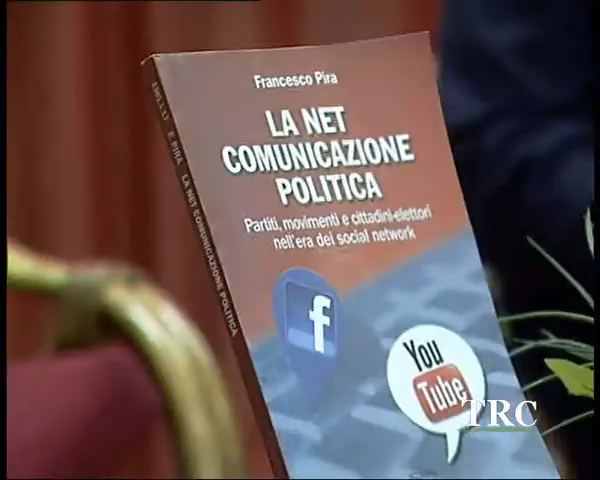 Francesco Pira
LA NET
COMUNICAZIONE
POLITICA
Partiti, movimenti e cittadini-elettori
nell'era dei social network
f
You
Tube
TRC
F. PIRA LA NET COMUNICAZIONE POLITICA